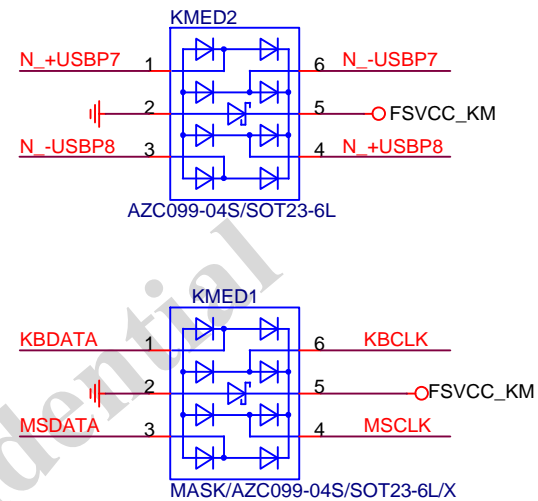 KMED2
N_+USBP7 1 6 N_-USBP7
2 5 FSVCC_KM
N_-USBP8 3 4 N_+USBP8
AZC099-04S/SOT23-6L
KMED1
KBDATA 1 6 KBCLK
2 5 FSVCC_KM
MSDATA 3 4 MSCLK
MASK/AZC099-04S/SOT23-6L/X
dential